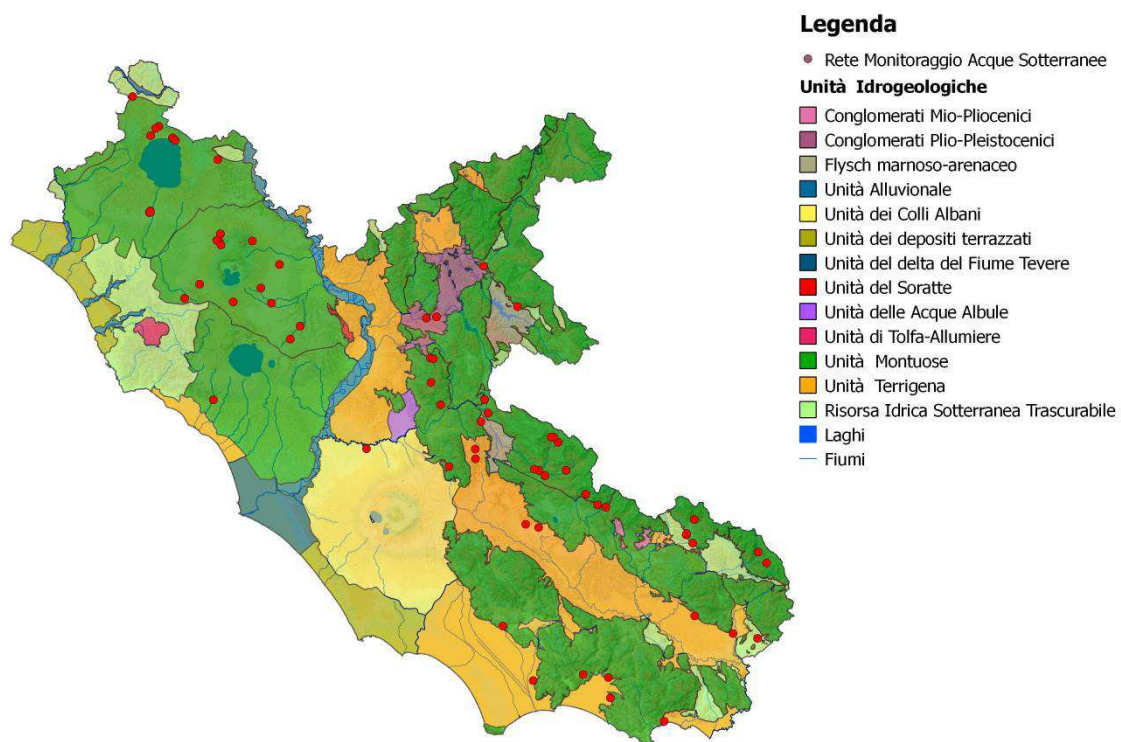 Legenda
Rete Monitoraggio Acque Sotterranee
Unità Idrogeologiche
Conglomerati Mio-Pliocenici
Conglomerati Plio-Pleistocenici
Flysch marnoso-arenaceo
Unità Alluvionale
Unità dei Colli Albani
Unità dei depositi terrazzati
Unità del delta del Fiume Tevere
Unità del Soratte
Unità delle Acque Albule
Unità di Tolfa-Allumiere
Unità Montuose
Unità Terrigena
Risorsa Idrica Sotterranea Trascurabile
Laghi
Fiumi